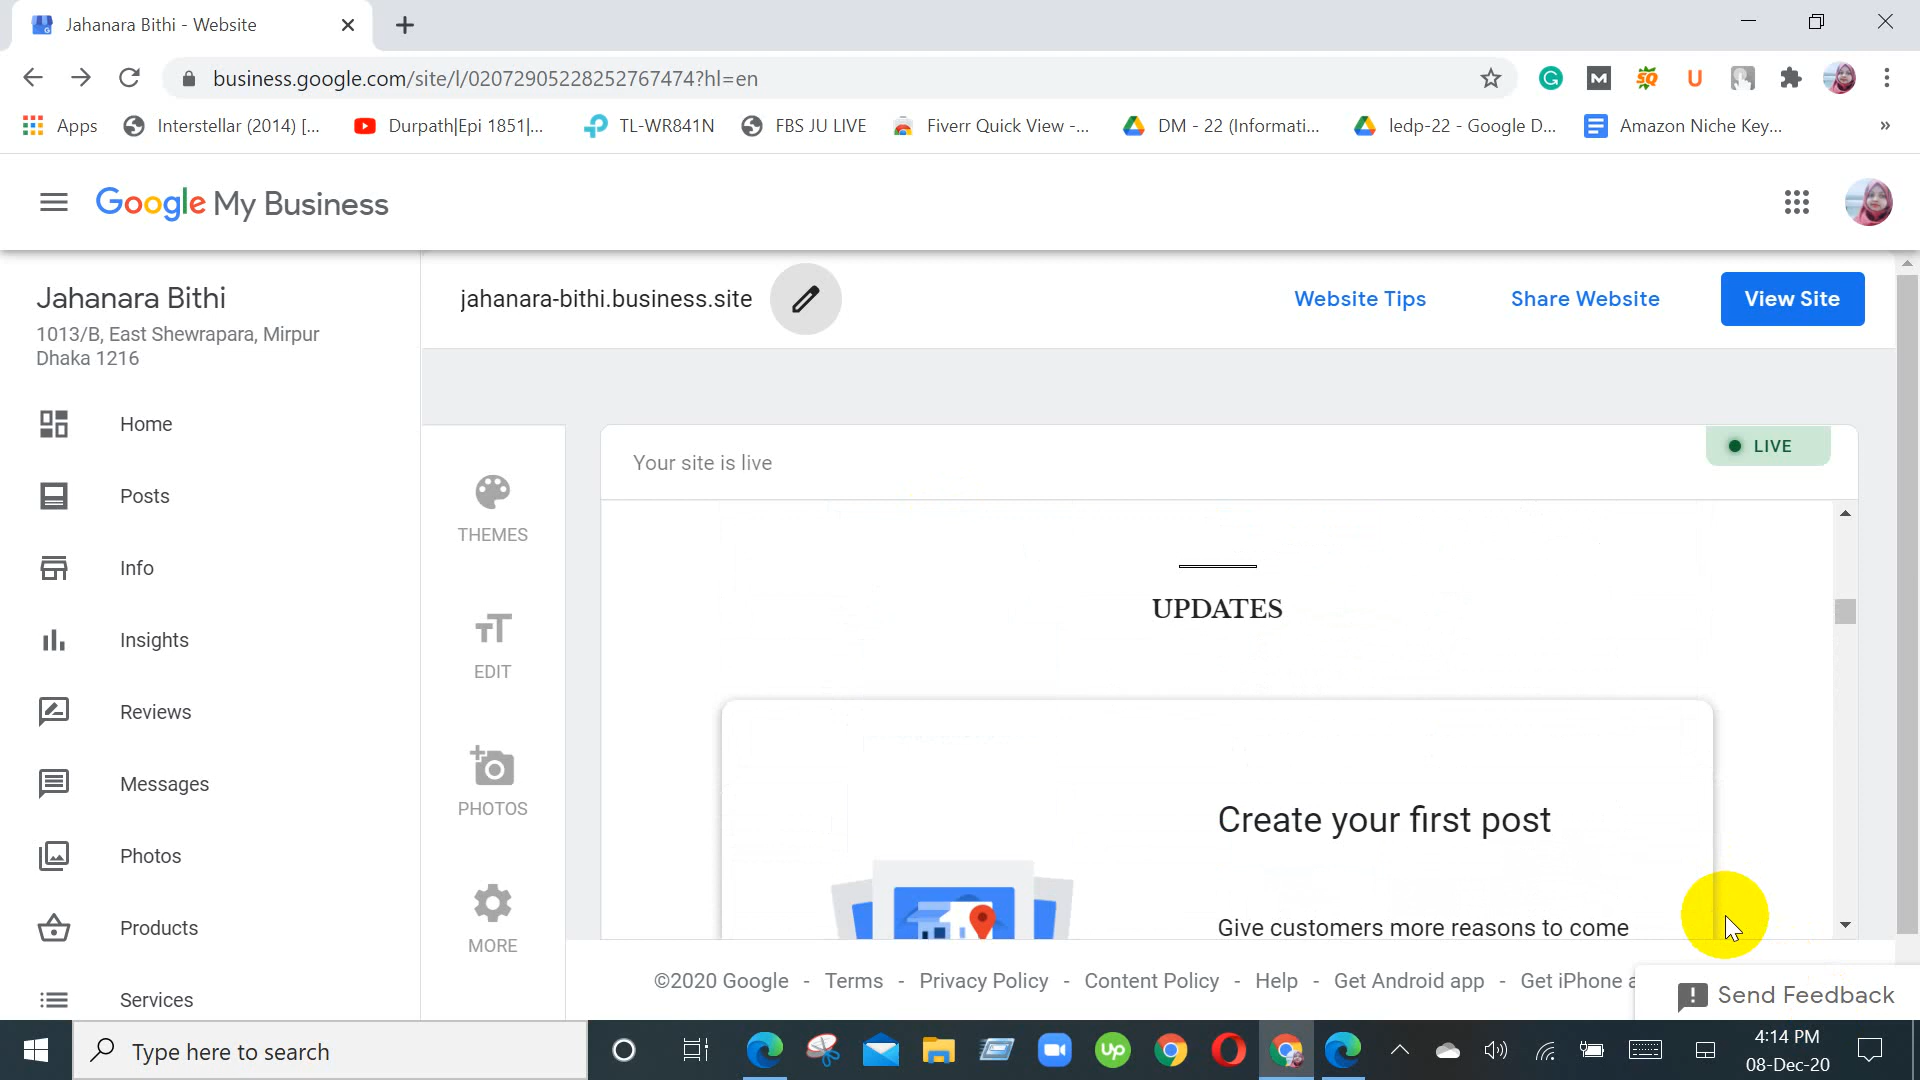 Jahanara Bithi - Website
business.google.com/site/l/02072905228252767474?hl=en
Apps
Interstellar (2014) [...
Durpath|Epi 1851|...
TL-WR841N
FBS JU LIVE
Fiverr Quick View -...
DM - 22 (Informati...
ledp-22 - Google D...
Amazon Niche Key...
»
Google My Business
Jahanara Bithi
1013/B, East Shewrapara, Mirpur
Dhaka 1216
Home
Posts
Info
Insights
Reviews
Messages
Photos
Products
Services
jahanara-bithi.business.site
Website Tips
Share Website
View Site
THEMES
EDIT
PHOTOS
MORE
Your site is live
LIVE
UPDATES
Create your first post
Give customers more reasons to come
©2020 Google - Terms - Privacy Policy - Content Policy - Help - Get Android app - Get iPhone a
Send Feedback
Type here to search
4:14 PM
08-Dec-20